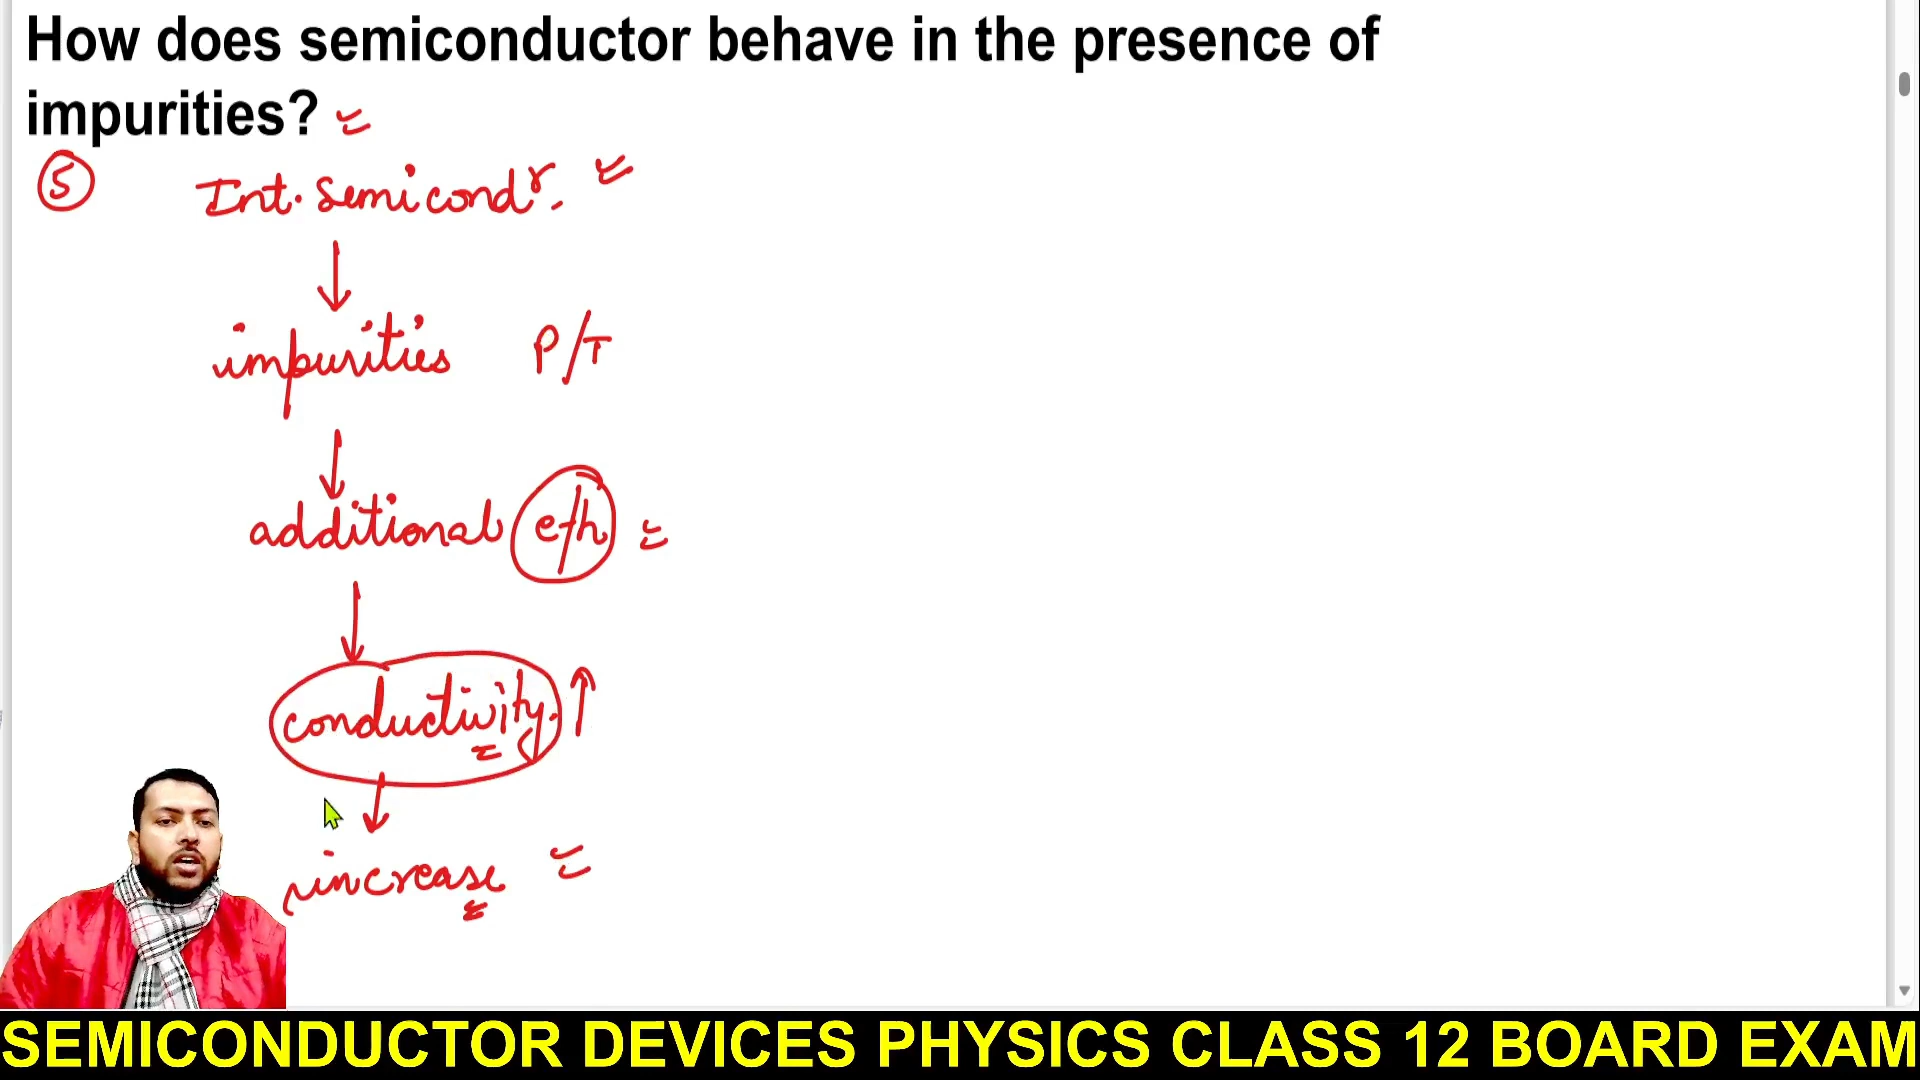 How does semiconductor behave in the presence of
impurities?
5 Int. Semicondr.
impurities P/T
additional e/h
conductivity. ↑
increase
SEMICONDUCTOR DEVICES PHYSICS CLASS 12 BOARD EXAM